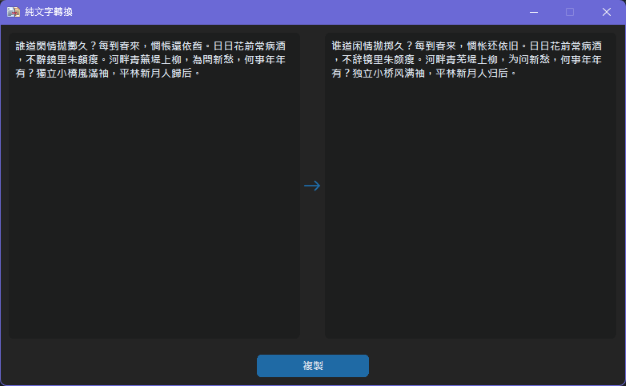 純文字轉換
誰道閒情拋擲久？每到春來，惆悵還依舊。日日花前常病酒
，不辭鏡里朱顏瘦。河畔青蕪堤上柳，為問新愁，何事年年
有？獨立小橋風滿袖，平林新月人歸后。
→
谁道闲情抛掷久？每到春來，惆怅还依旧。日日花前常病酒
，不辞镜里朱颜瘦。河畔青芜堤上柳，为问新愁，何事年年
有？独立小桥风满袖，平林新月人归后。
複製